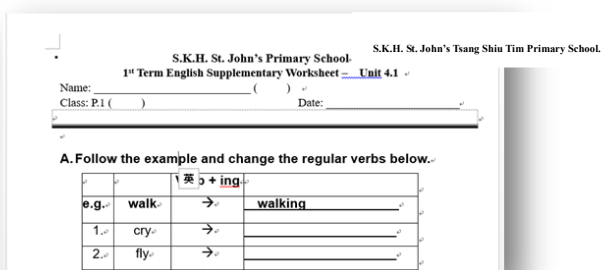 S.K.H. St. John's Tsang Shiu Tim Primary School.
S.K.H. St. John's Primary School
1st Term English Supplementary Worksheet – Unit 4.1
Name: ( )
Class: P.1 ( ) Date:
A. Follow the example and change the regular verbs below.
英 + ing
e.g. walk → walking
1. cry →
2. fly →